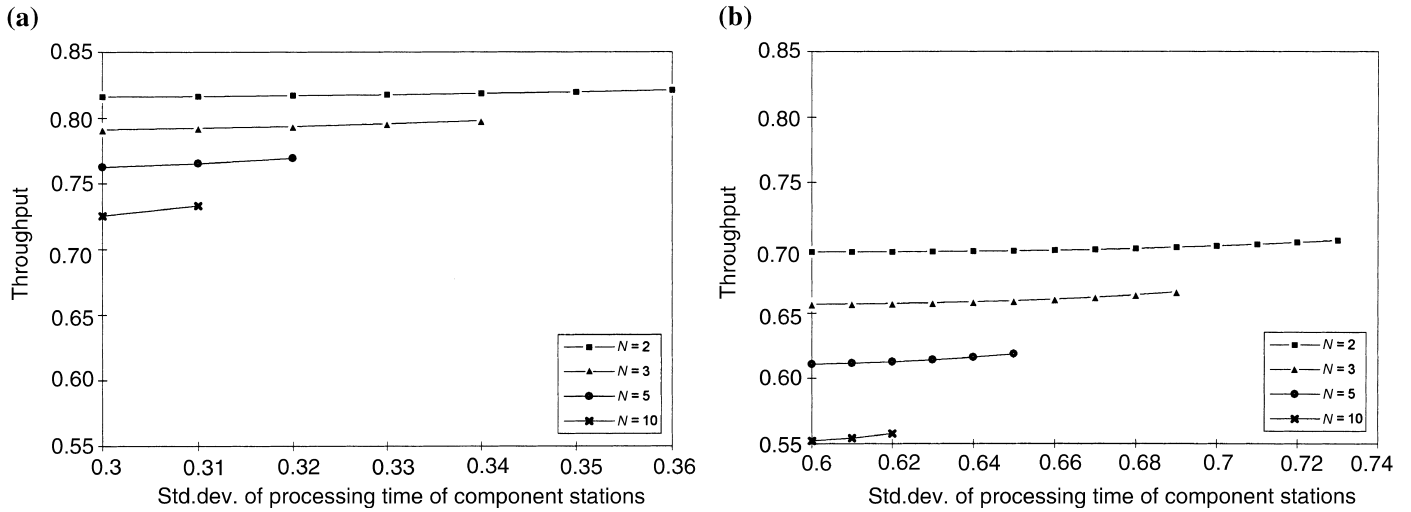 (a)
Throughput
0.85
0.80
0.75
0.70
0.65
0.60
0.55
0.3 0.31 0.32 0.33 0.34 0.35 0.36
Std.dev. of processing time of component stations
N = 2
N = 3
N = 5
N = 10
(b)
Throughput
0.85
0.80
0.75
0.70
0.65
0.60
0.55
0.6 0.62 0.64 0.66 0.68 0.7 0.72 0.74
Std.dev. of processing time of component stations
N = 2
N = 3
N = 5
N = 10